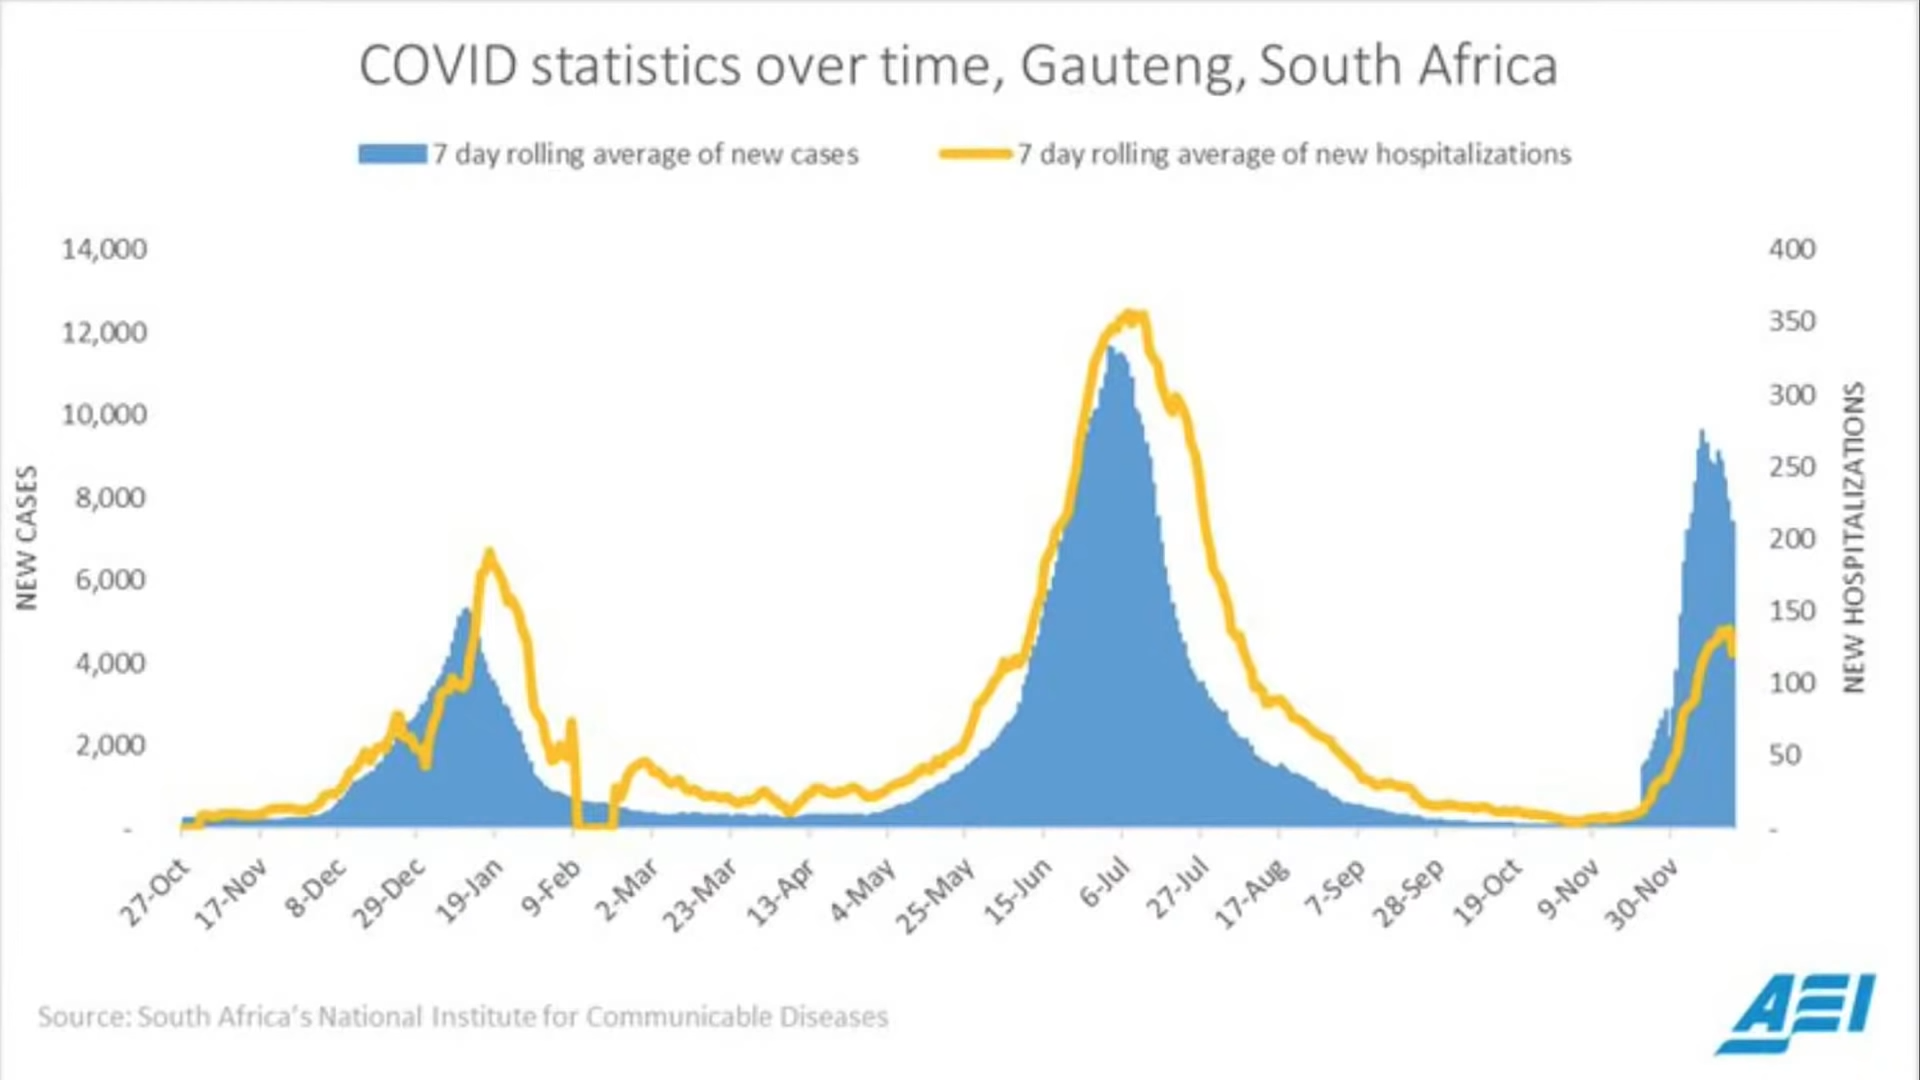 COVID statistics over time, Gauteng, South Africa
7 day rolling average of new cases
7 day rolling average of new hospitalizations
14,000
12,000
10,000
8,000
6,000
4,000
2,000
-
NEW CASES
400
350
300
250
200
150
100
50
-
NEW HOSPITALIZATIONS
27-Oct
17-Nov
8-Dec
29-Dec
19-Jan
9-Feb
2-Mar
23-Mar
13-Apr
4-May
25-May
15-Jun
6-Jul
27-Jul
17-Aug
7-Sep
28-Sep
19-Oct
9-Nov
30-Nov
Source: South Africa's National Institute for Communicable Diseases
AEI